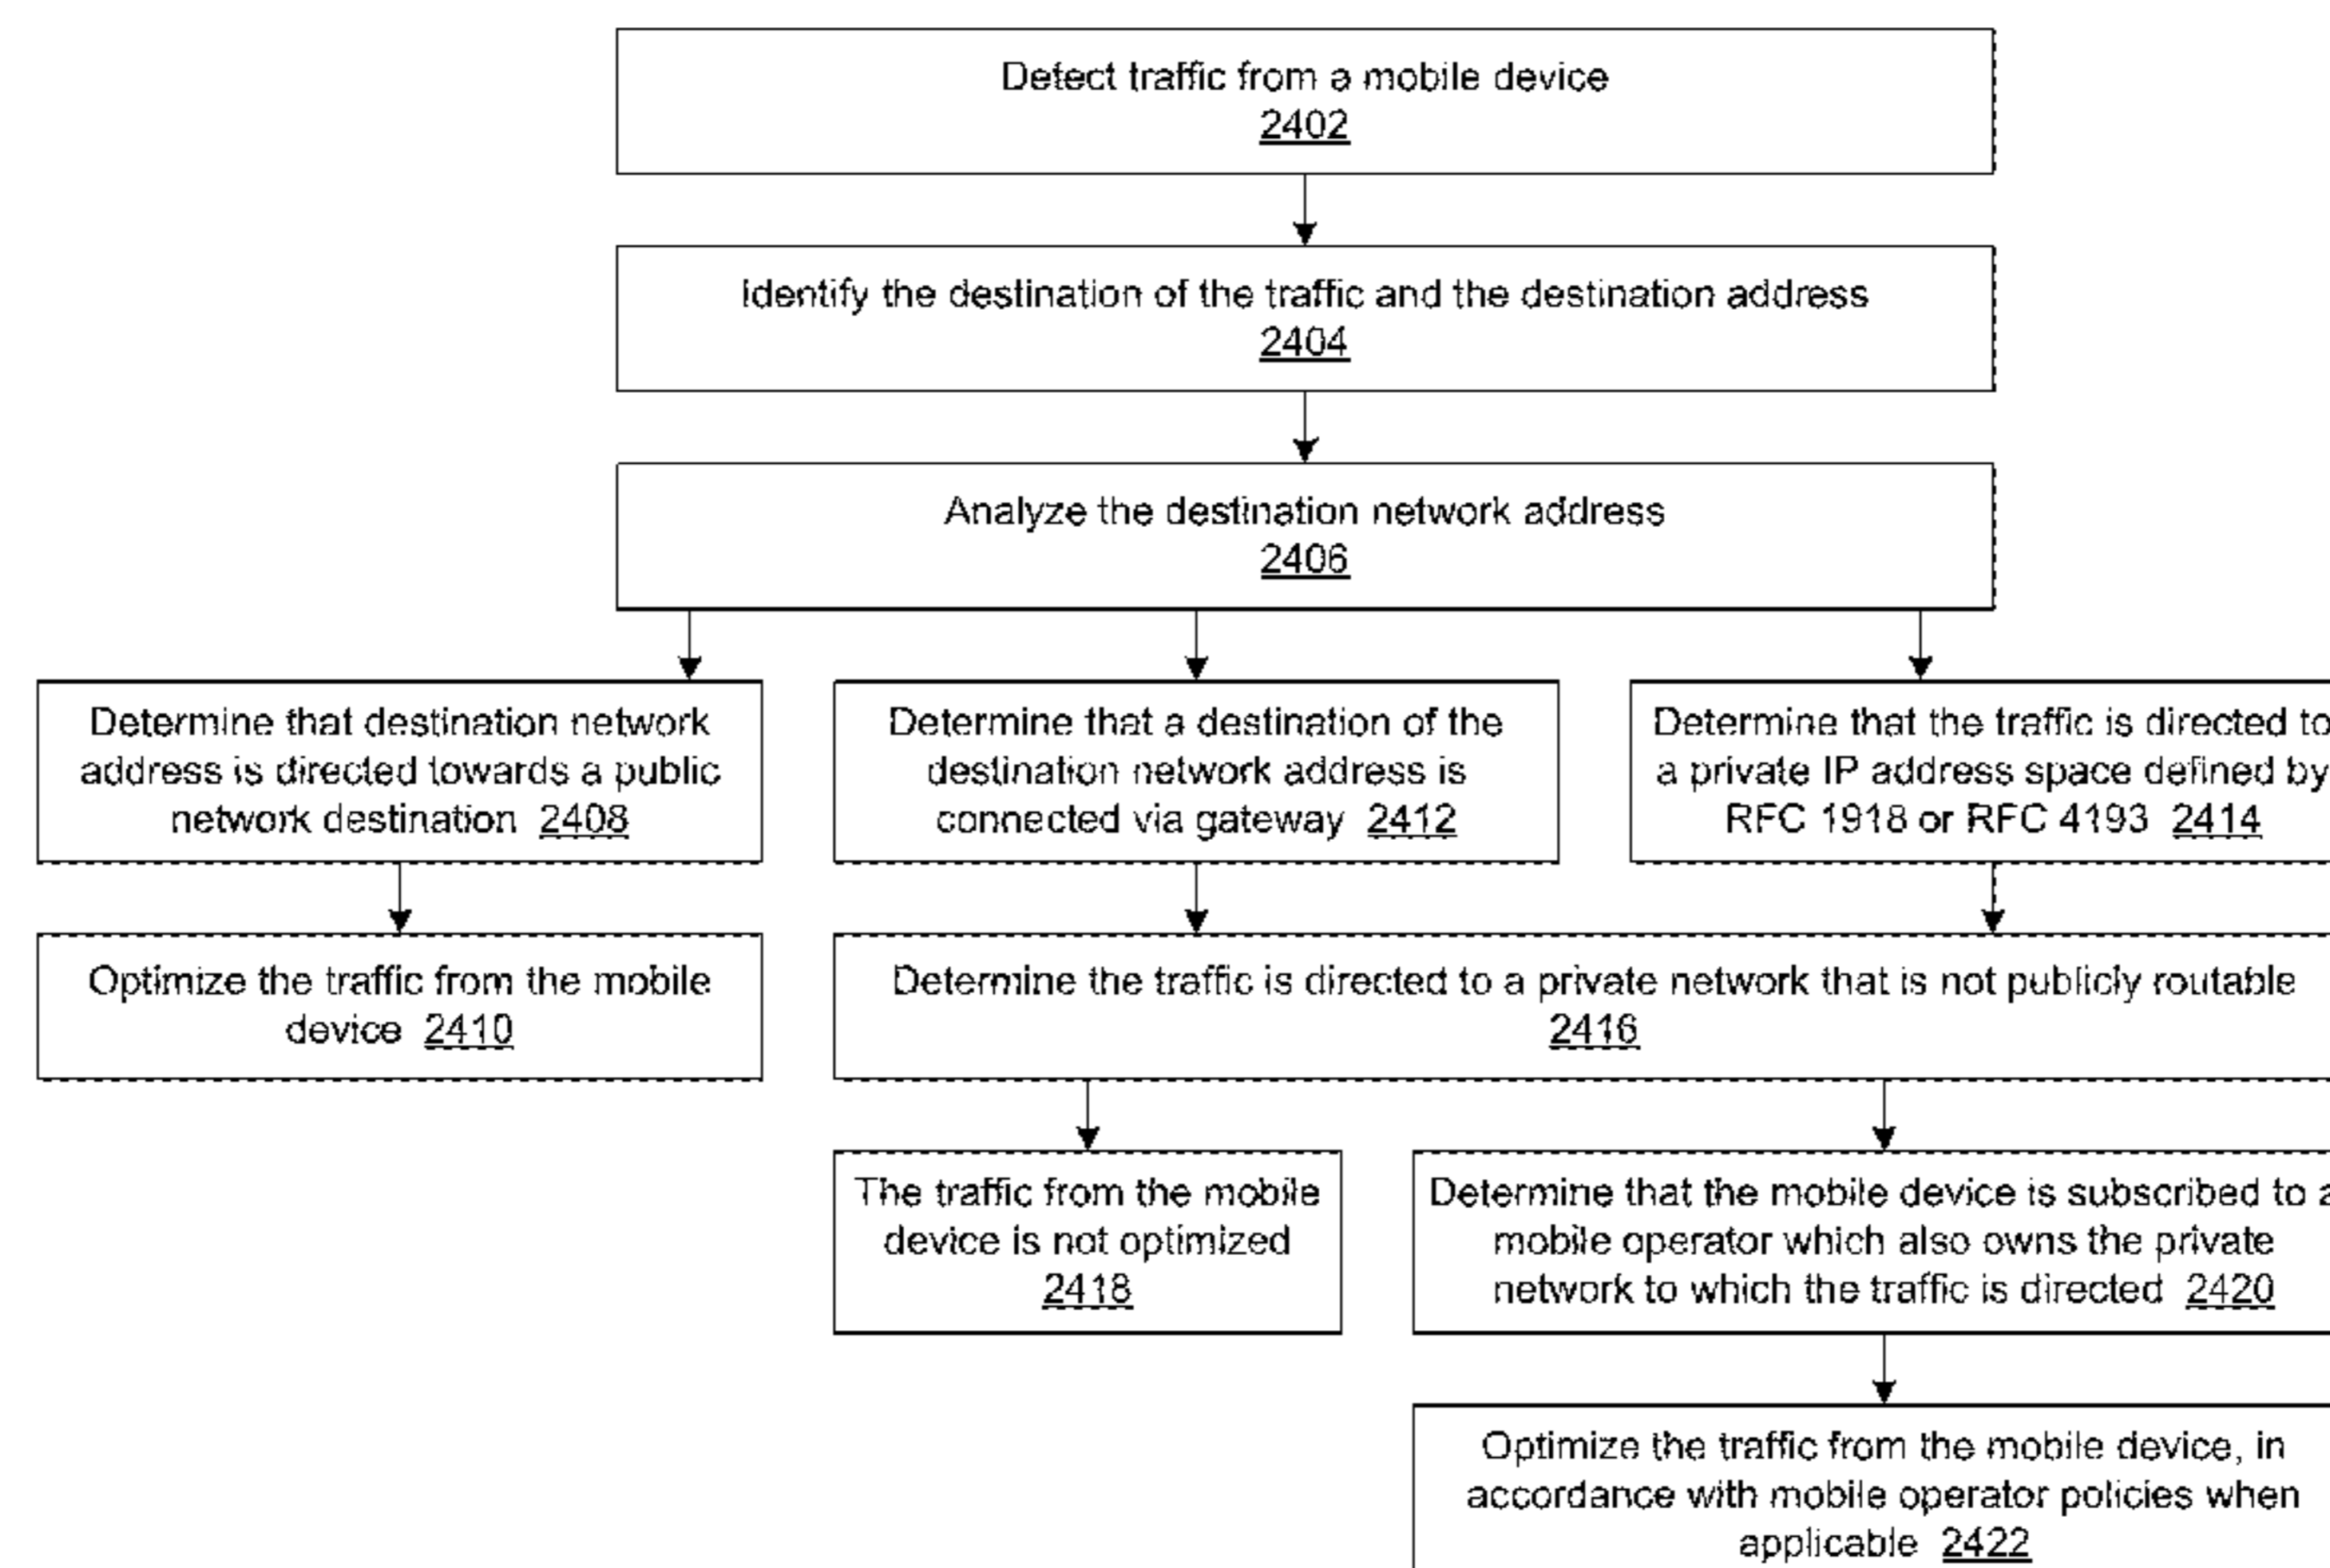 Detect traffic from a mobile device
2402
Identify the destination of the traffic and the destination address
2404
Analyze the destination network address
2406
Determine that destination network
address is directed towards a public
network destination 2408
Determine that a destination of the
destination network address is
connected via gateway 2412
Determine that the traffic is directed to
a private IP address space defined by
RFC 1918 or RFC 4193 2414
Optimize the traffic from the mobile
device 2410
Determine the traffic is directed to a private network that is not publicly routable
2416
The traffic from the mobile
device is not optimized
2418
Determine that the mobile device is subscribed to a
mobile operator which also owns the private
network to which the traffic is directed 2420
Optimize the traffic from the mobile device, in
accordance with mobile operator policies when
applicable 2422